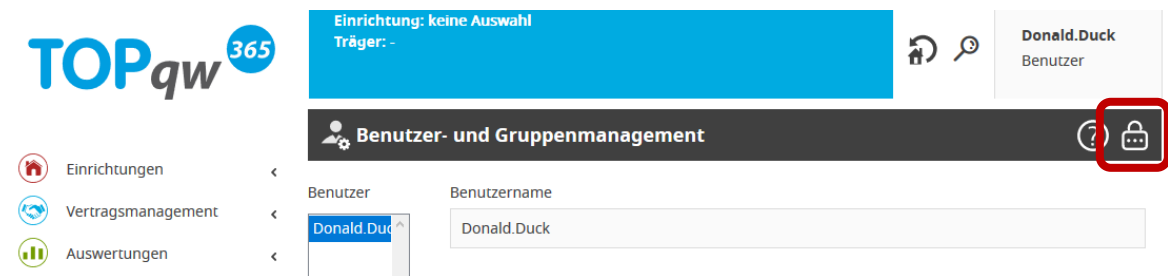 TOPqw 365
Einrichtung: keine Auswahl
Träger: -
Donald.Duck
Benutzer
Benutzer- und Gruppenmanagement
Einrichtungen
Vertragsmanagement
Auswertungen
Benutzer
Benutzername
Donald.Duc
Donald.Duck